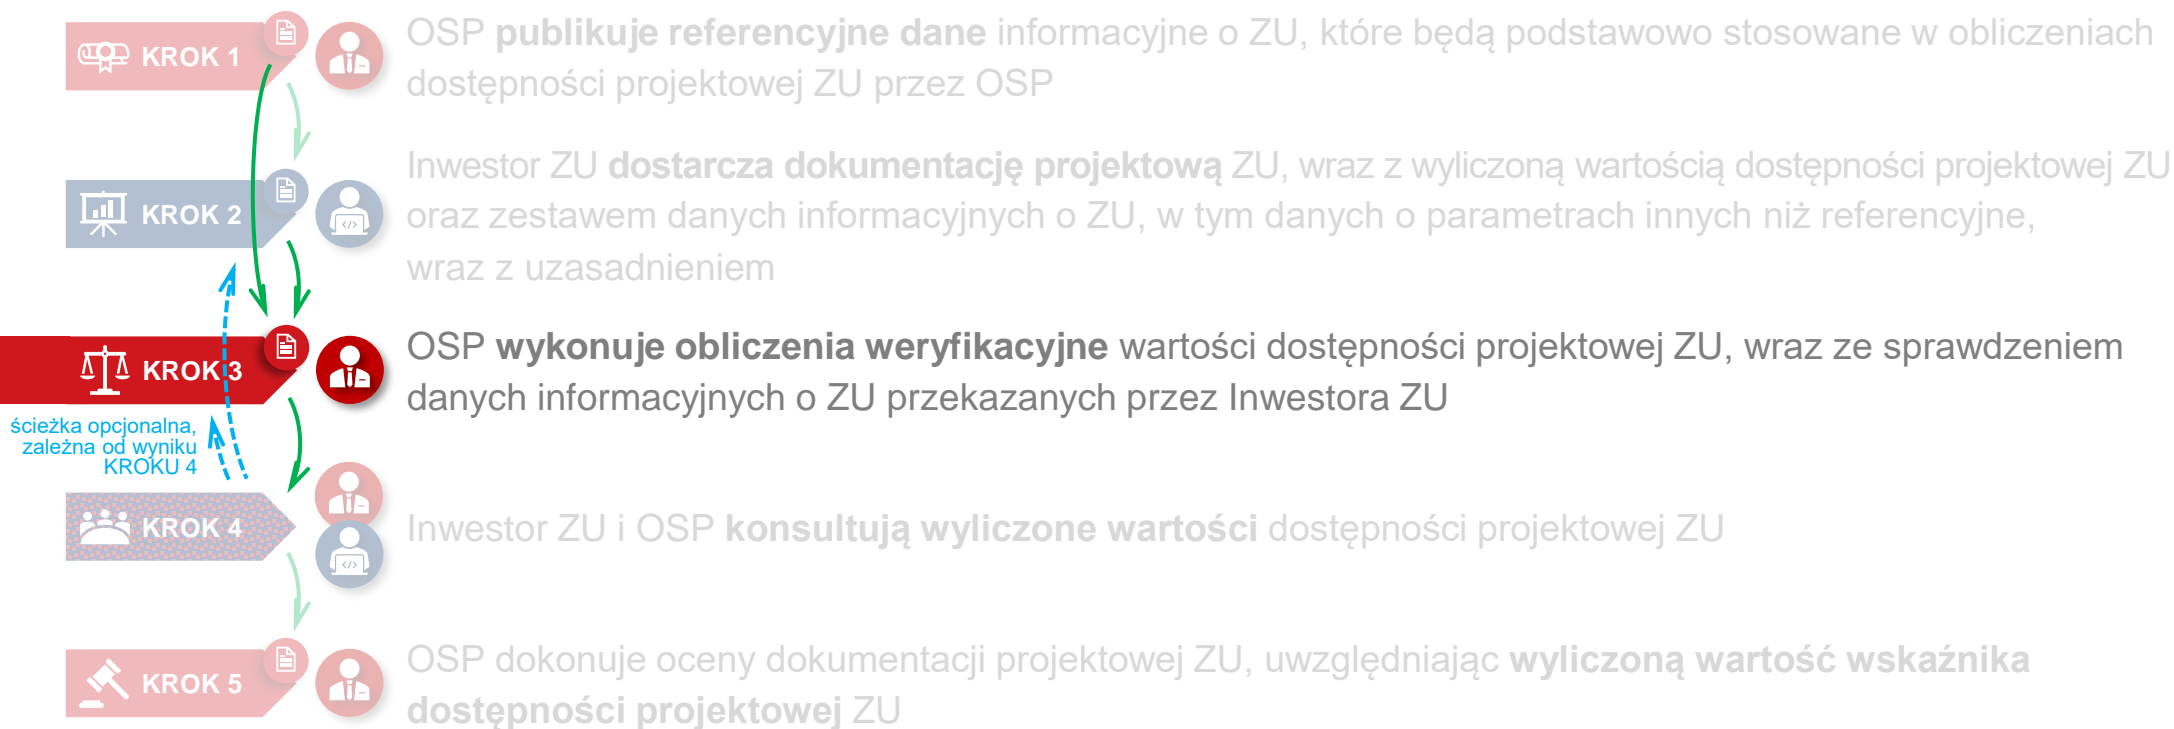 KROK 1
OSP publikuje referencyjne dane informacyjne o ZU, które będą podstawowo stosowane w obliczeniach
dostępności projektowej ZU przez OSP
KROK 2
Inwestor ZU dostarcza dokumentację projektową ZU, wraz z wyliczoną wartością dostępności projektowej ZU
oraz zestawem danych informacyjnych o ZU, w tym danych o parametrach innych niż referencyjne,
wraz z uzasadnieniem
KROK 3
OSP wykonuje obliczenia weryfikacyjne wartości dostępności projektowej ZU, wraz ze sprawdzeniem
danych informacyjnych o ZU przekazanych przez Inwestora ZU
ścieżka opcjonalna,
zależna od wyniku
KROKU 4
KROK 4
Inwestor ZU i OSP konsultują wyliczone wartości dostępności projektowej ZU
KROK 5
OSP dokonuje oceny dokumentacji projektowej ZU, uwzględniając wyliczoną wartość wskaźnika
dostępności projektowej ZU